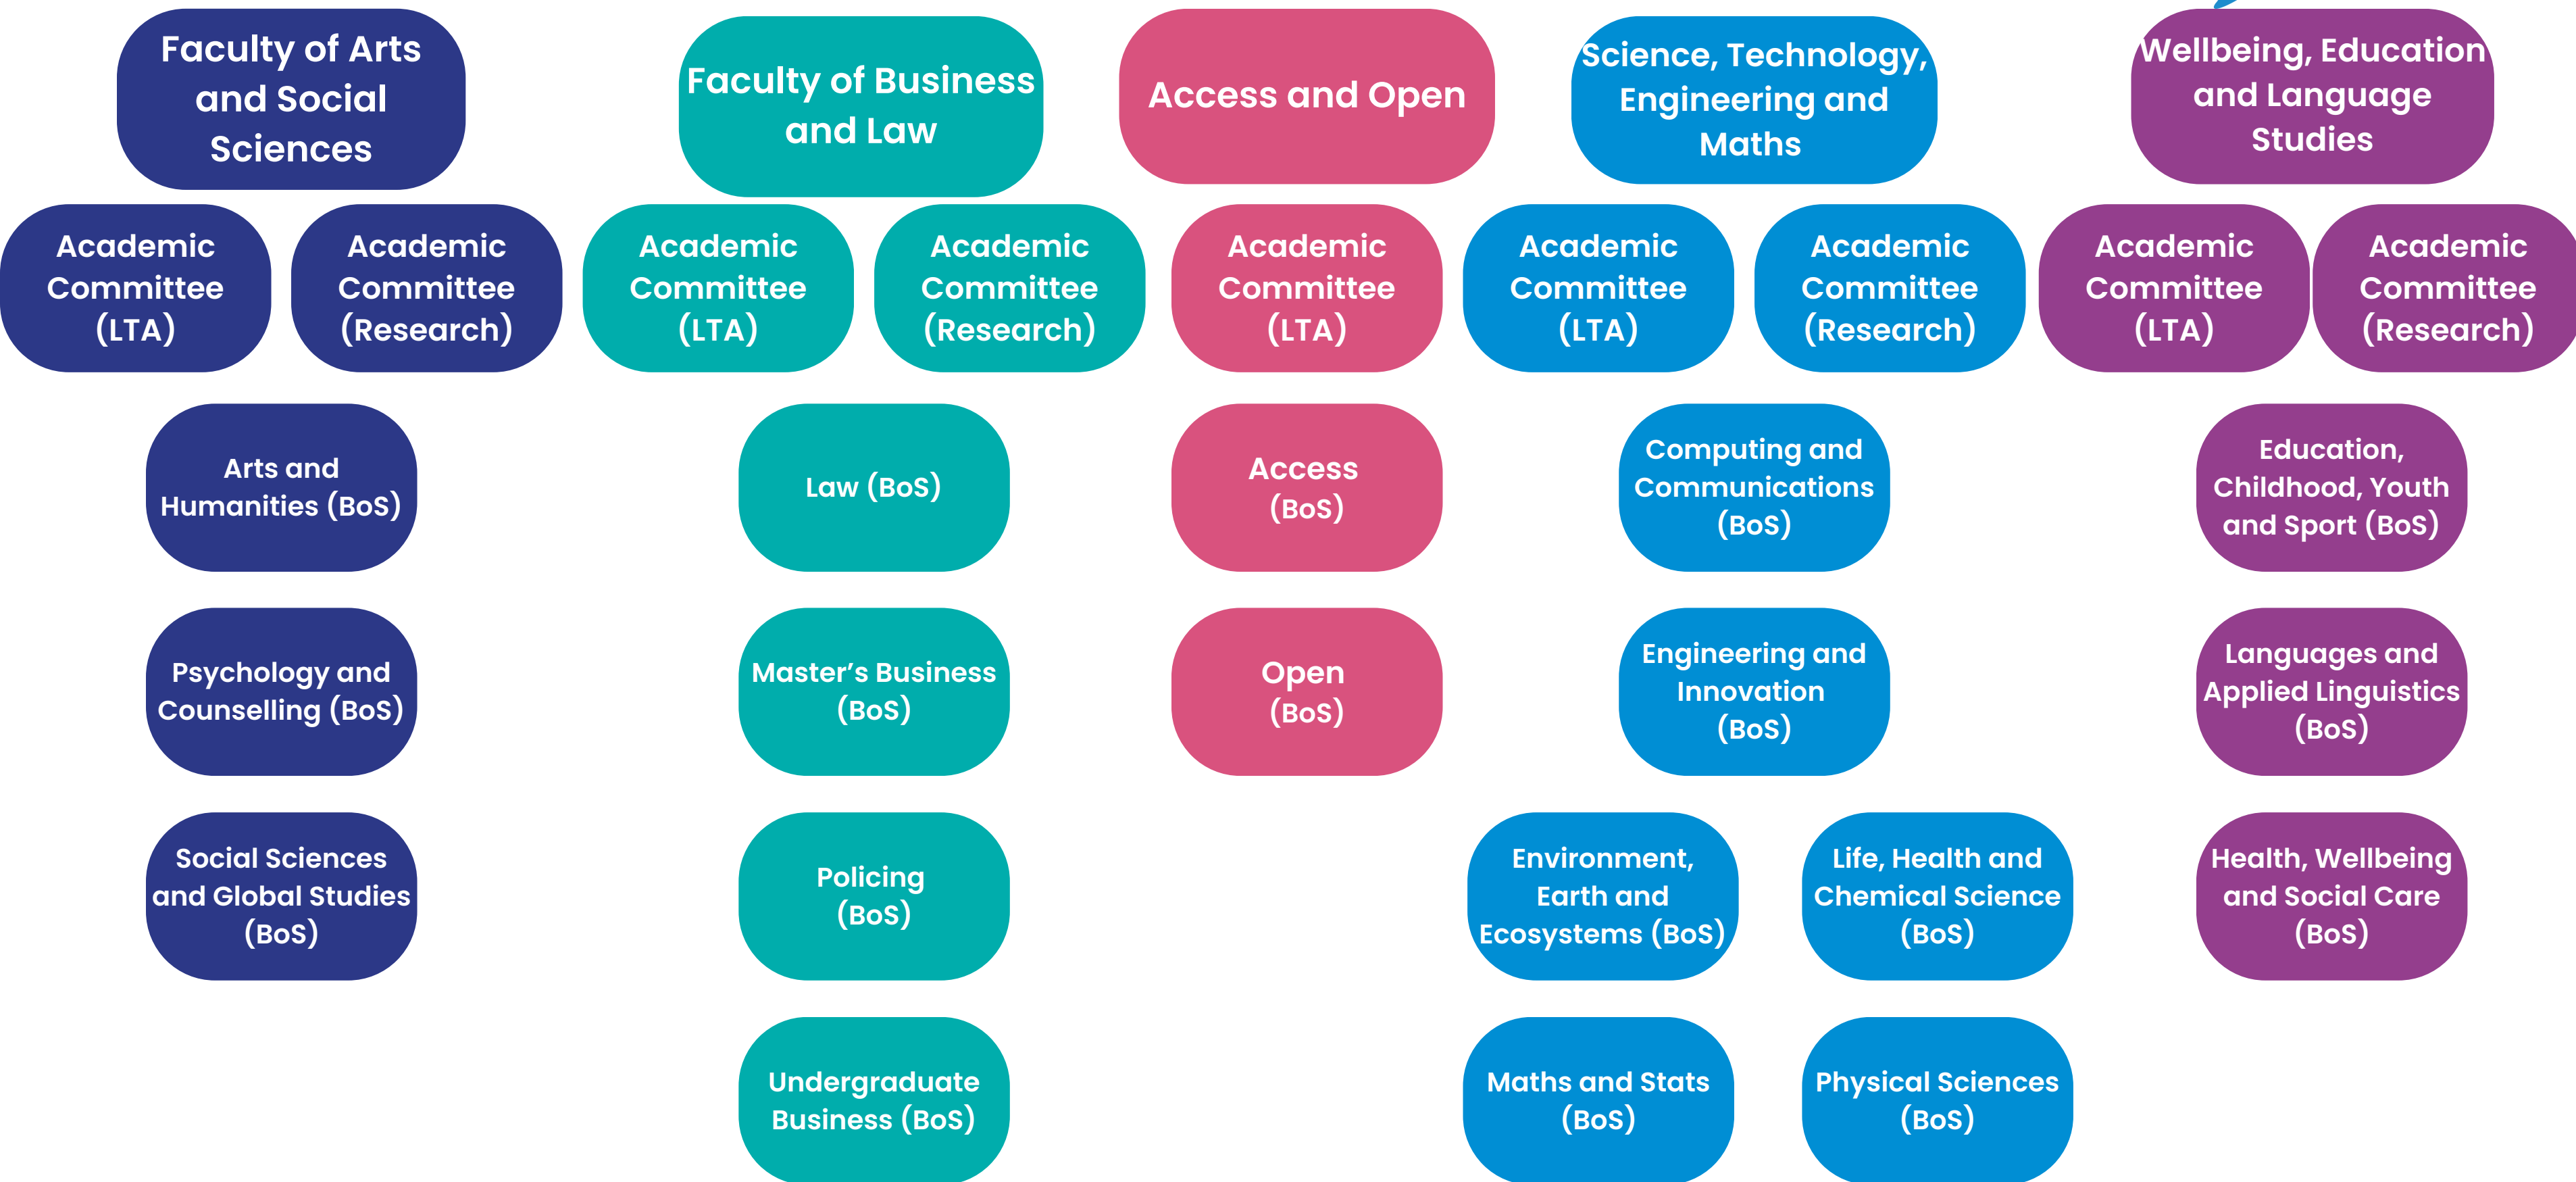 Faculty of Arts
and Social
Sciences
Faculty of Business
and Law
Access and Open
Science, Technology,
Engineering and
Maths
Wellbeing, Education
and Language
Studies
Academic
Committee
(LTA)
Academic
Committee
(Research)
Academic
Committee
(LTA)
Academic
Committee
(Research)
Academic
Committee
(LTA)
Academic
Committee
(LTA)
Academic
Committee
(Research)
Academic
Committee
(LTA)
Academic
Committee
(Research)
Arts and
Humanities (BoS)
Law (BoS)
Access
(BoS)
Computing and
Communications
(BoS)
Education,
Childhood, Youth
and Sport (BoS)
Psychology and
Counselling (BoS)
Master’s Business
(BoS)
Open
(BoS)
Engineering and
Innovation
(BoS)
Languages and
Applied Linguistics
(BoS)
Social Sciences
and Global Studies
(BoS)
Policing
(BoS)
Environment,
Earth and
Ecosystems (BoS)
Life, Health and
Chemical Science
(BoS)
Health, Wellbeing
and Social Care
(BoS)
Undergraduate
Business (BoS)
Maths and Stats
(BoS)
Physical Sciences
(BoS)